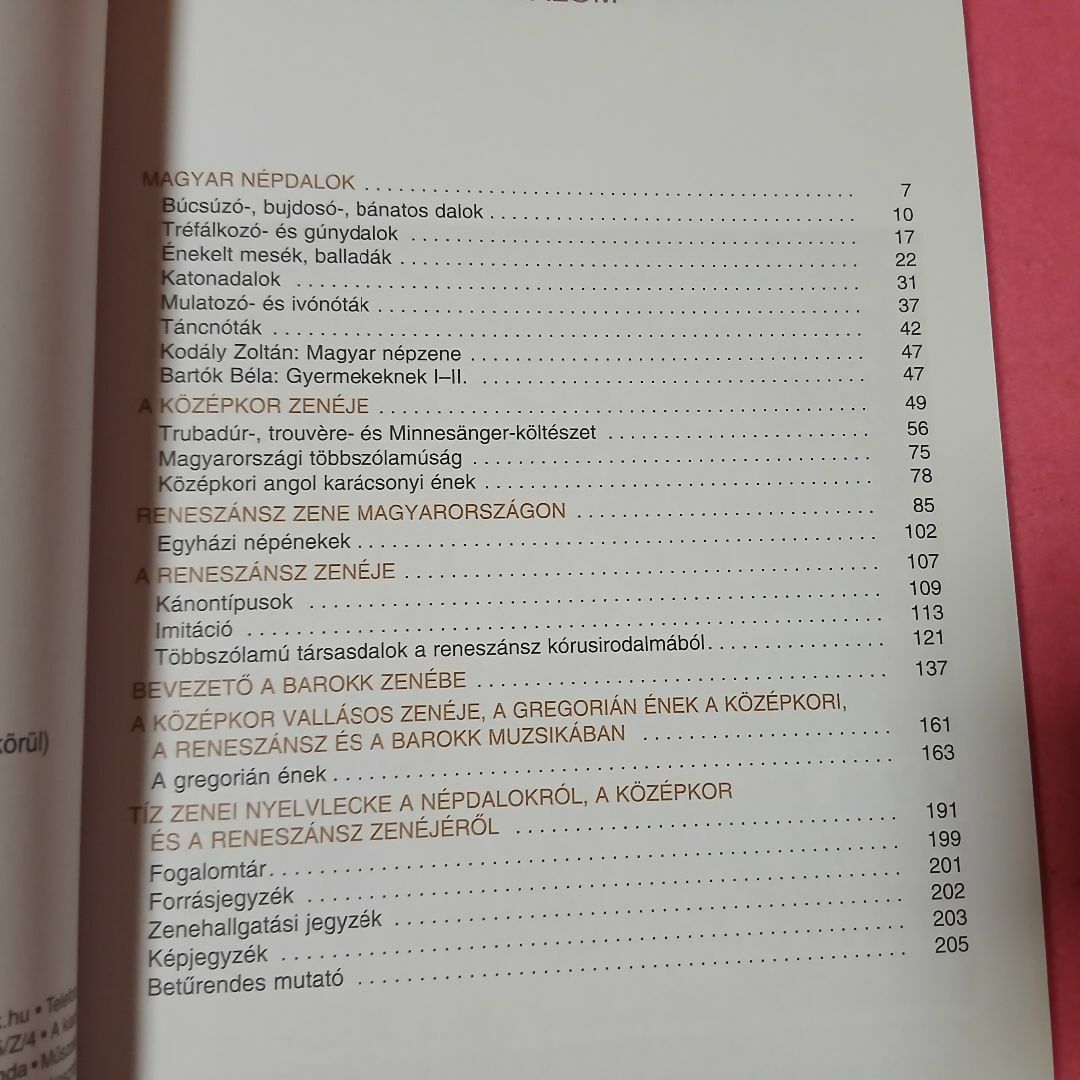 MAGYAR NÉPDALOK . . . . . . . . . . . . . . . . . . . . 7
Búcsúzó-, bujdosó-, bánatos dalok . . . . . . . . . . . . . . . . . . . . 10
Tréfálkozó- és gúnydalok . . . . . . . . . . . . . . . . . . . . 17
Énekelt mesék, balladák . . . . . . . . . . . . . . . . . . . . 22
Katonadalok . . . . . . . . . . . . . . . . . . . . 31
Mulatozó- és ivónóták . . . . . . . . . . . . . . . . . . . . 37
Táncnóták . . . . . . . . . . . . . . . . . . . . 42
Kodály Zoltán: Magyar népzene . . . . . . . . . . . . . . . . . . . . 47
Bartók Béla: Gyermekeknek I–II. . . . . . . . . . . . . . . . . . . . . 47
A KÖZÉPKOR ZENÉJE . . . . . . . . . . . . . . . . . . . . 49
Trubadúr-, trouvère- és Minnesänger-költészet . . . . . . . . . . . . . . . . . . . . 56
Magyarországi többszólamúság . . . . . . . . . . . . . . . . . . . . 75
Középkori angol karácsonyi ének . . . . . . . . . . . . . . . . . . . . 78
RENESZÁNSZ ZENE MAGYARORSZÁGON . . . . . . . . . . . . . . . . . . . . 85
Egyházi népénekek . . . . . . . . . . . . . . . . . . . . 102
A RENESZÁNSZ ZENÉJE . . . . . . . . . . . . . . . . . . . . 107
Kánontípusok . . . . . . . . . . . . . . . . . . . . 109
Imitáció . . . . . . . . . . . . . . . . . . . . 113
Többszólamú társasdalok a reneszánsz kórusirodalmából . . . . . . . . . . . . . . . 121
BEVEZETŐ A BAROKK ZENÉBE . . . . . . . . . . . . . . . . . . . . 137
A KÖZÉPKOR VALLÁSOS ZENÉJE, A GREGORIÁN ÉNEK A KÖZÉPKORI,
A RENESZÁNSZ ÉS A BAROKK MUZSIKÁBAN . . . . . . . . . . . . . . . . . . . . 161
A gregorián ének . . . . . . . . . . . . . . . . . . . . 163
TÍZ ZENEI NYELVLECKE A NÉPDALOKRÓL, A KÖZÉPKOR
ÉS A RENESZÁNSZ ZENÉJÉRŐL . . . . . . . . . . . . . . . . . . . . 191
Fogalomtár . . . . . . . . . . . . . . . . . . . . 199
Forrásjegyzék . . . . . . . . . . . . . . . . . . . . 201
Zenehallgatási jegyzék . . . . . . . . . . . . . . . . . . . . 202
Képjegyzék . . . . . . . . . . . . . . . . . . . . 203
Betűrendes mutató . . . . . . . . . . . . . . . . . . . . 205
körül)
.hu •
/Z/4 • A